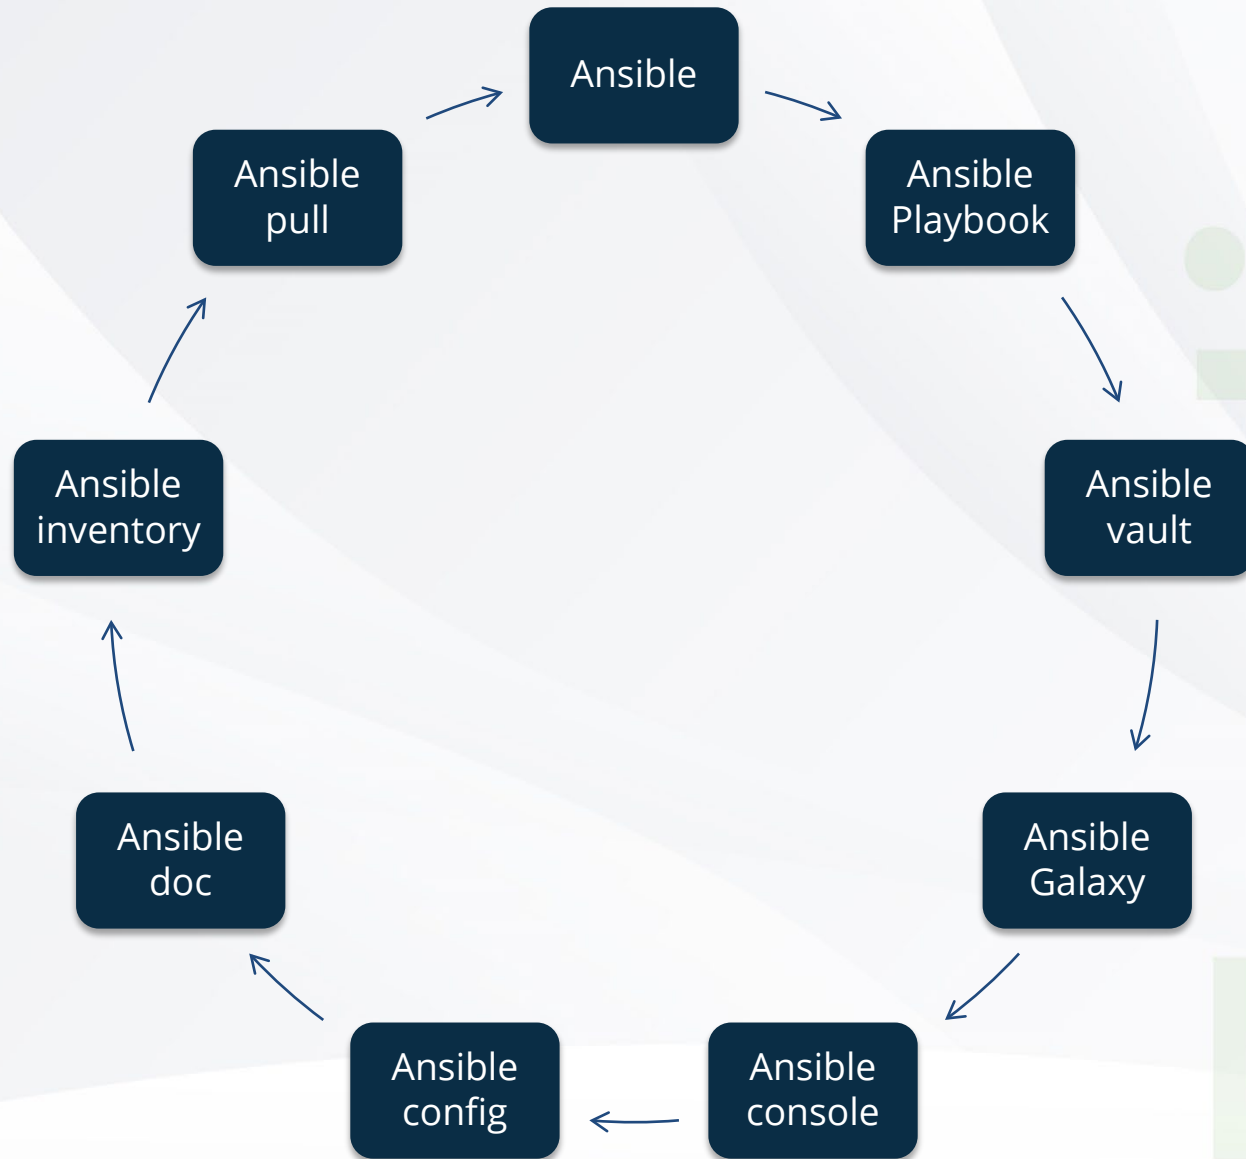 Ansible
Ansible
Playbook
Ansible
vault
Ansible
Galaxy
Ansible
console
Ansible
config
Ansible
doc
Ansible
inventory
Ansible
pull